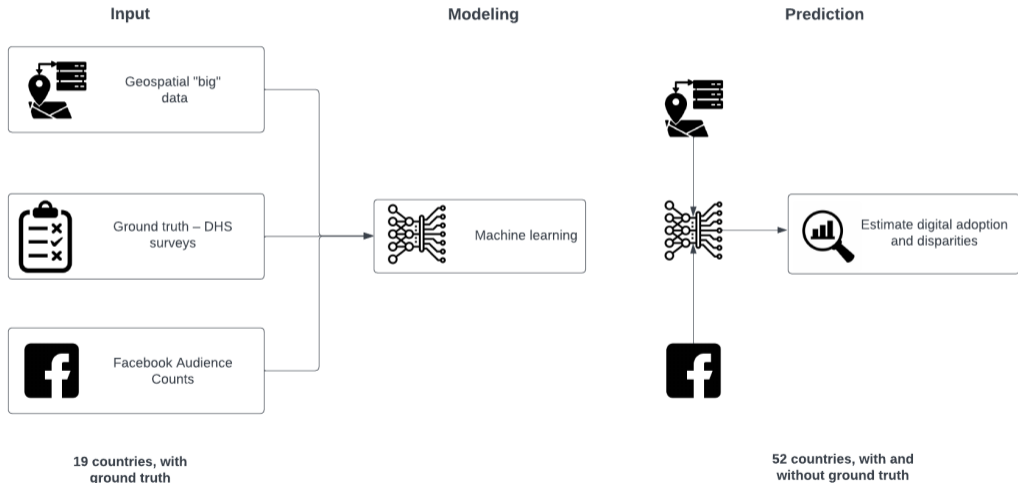 Input
Modeling
Prediction
Geospatial "big"
data
Ground truth – DHS
surveys
Machine learning
Estimate digital adoption
and disparities
Facebook Audience
Counts
19 countries, with
ground truth
52 countries, with and
without ground truth